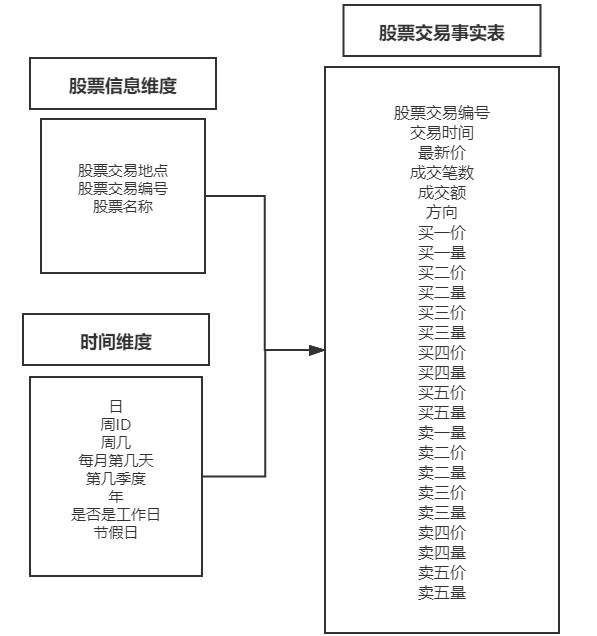 股票信息维度
股票交易地点
股票交易编号
股票名称
时间维度
日
周ID
周几
每月第几天
第几季度
年
是否是工作日
节假日
股票交易事实表
股票交易编号
交易时间
最新价
成交笔数
成交额
方向
买一价
买一量
买二价
买二量
买三价
买三量
买四价
买四量
买五价
买五量
卖一量
卖二价
卖二量
卖三价
卖三量
卖四价
卖四量
卖五价
卖五量